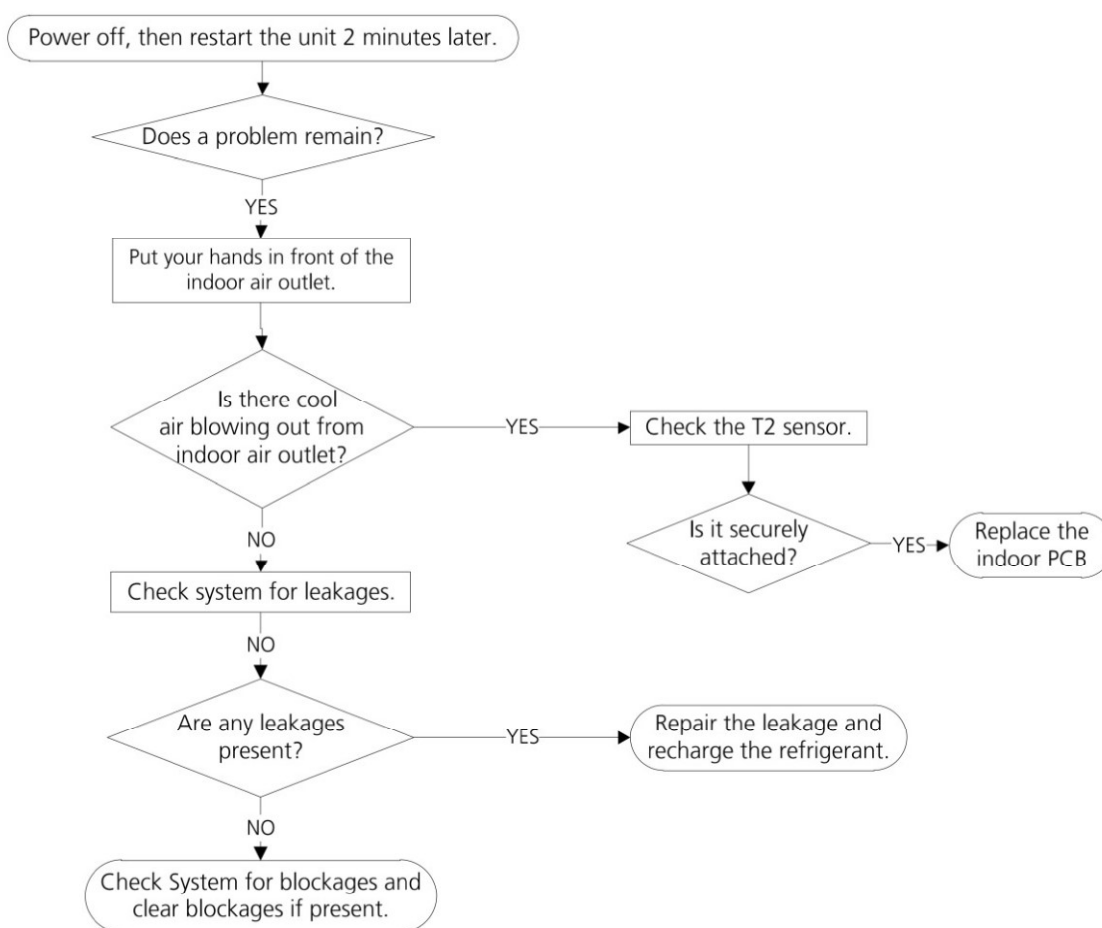 Power off, then restart the unit 2 minutes later.
Does a problem remain?
YES
Put your hands in front of the
indoor air outlet.
Is there cool
air blowing out from
indoor air outlet?
YES
Check the T2 sensor.
Is it securely
attached?
YES
Replace the
indoor PCB
NO
Check system for leakages.
NO
Are any leakages
present?
YES
Repair the leakage and
recharge the refrigerant.
NO
Check System for blockages and
clear blockages if present.